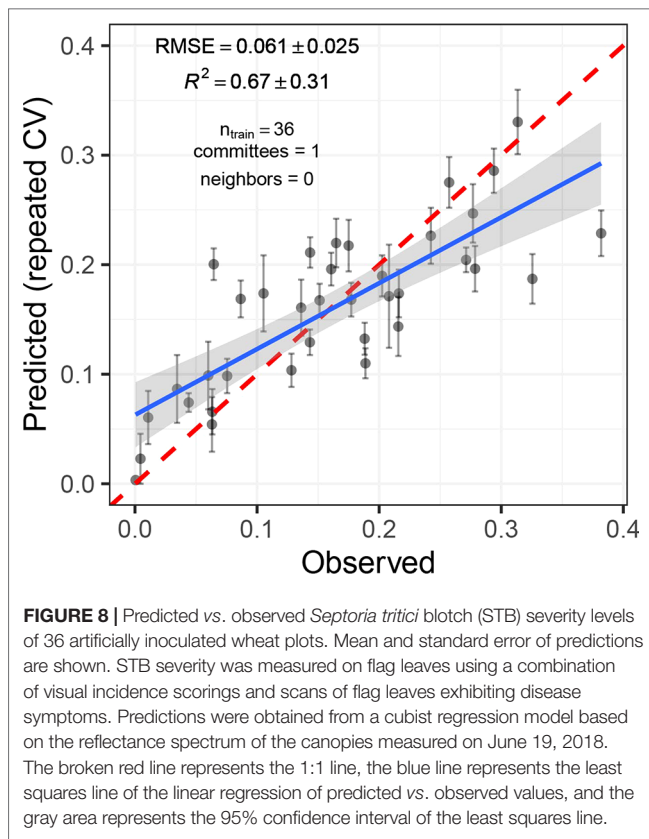 RMSE = 0.061 ± 0.025
R² = 0.67 ± 0.31
n_train = 36
committees = 1
neighbors = 0
Predicted (repeated CV)
0.4
0.3
0.2
0.1
0.0
0.0 0.1 0.2 0.3 0.4
Observed
FIGURE 8 | Predicted vs. observed Septoria tritici blotch (STB) severity levels
of 36 artificially inoculated wheat plots. Mean and standard error of predictions
are shown. STB severity was measured on flag leaves using a combination
of visual incidence scorings and scans of flag leaves exhibiting disease
symptoms. Predictions were obtained from a cubist regression model based
on the reflectance spectrum of the canopies measured on June 19, 2018.
The broken red line represents the 1:1 line, the blue line represents the least
squares line of the linear regression of predicted vs. observed values, and the
gray area represents the 95% confidence interval of the least squares line.